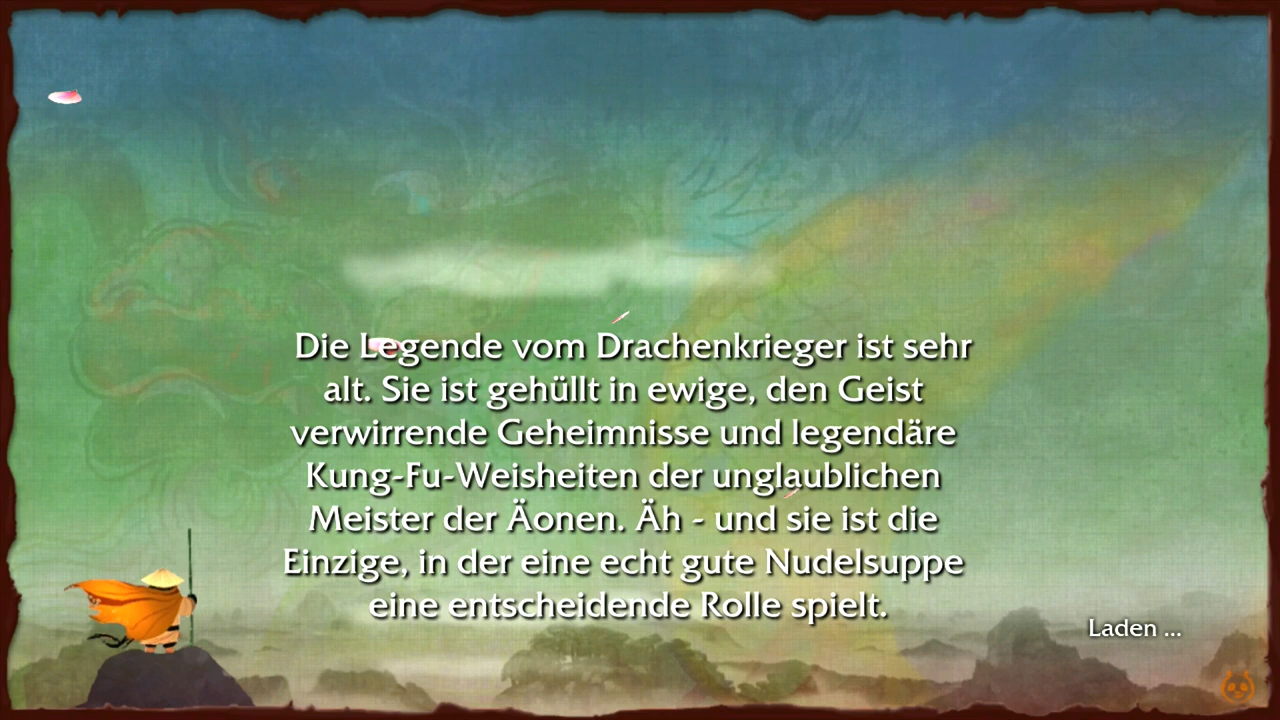 Die Legende vom Drachenkrieger ist sehr
alt. Sie ist gehüllt in ewige, den Geist
verwirrende Geheimnisse und legendäre
Kung-Fu-Weisheiten der unglaublichen
Meister der Äonen. Äh - und sie ist die
Einzige, in der eine echt gute Nudelsuppe
eine entscheidende Rolle spielt.
Laden ...